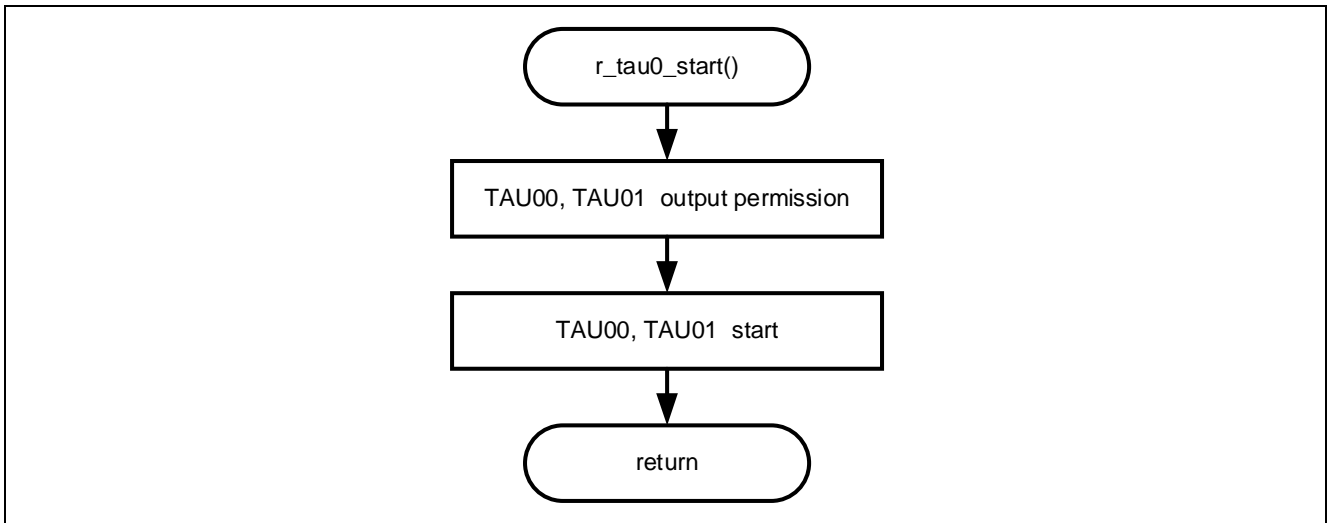 r_tau0_start()
TAU00, TAU01  output permission
TAU00, TAU01  start
return